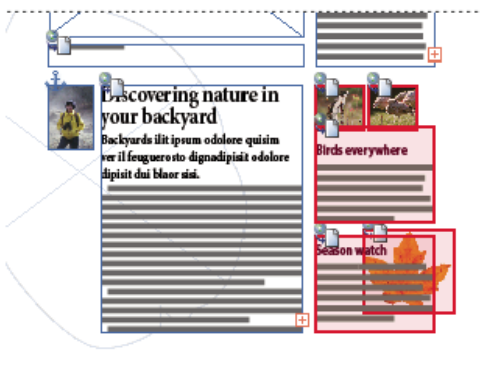 Discovering nature in
your backyard
Backyards ilit ipsum odolore quisim
ver il feuguerosto dignadipisit odolore
dipisit dui blaor sisi.
Birds everywhere
Season watch